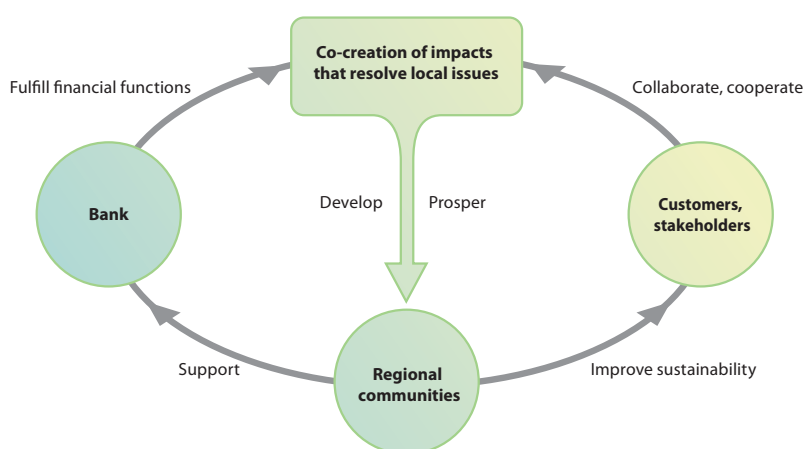 Co-creation of impacts
that resolve local issues
Fulfill financial functions
Collaborate, cooperate
Bank
Develop
Prosper
Customers,
stakeholders
Support
Regional
communities
Improve sustainability